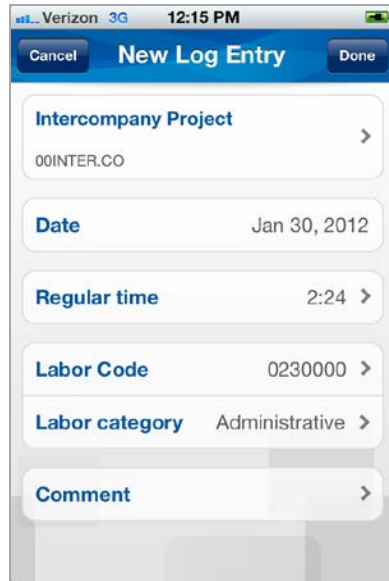 Verizon 3G 12:15 PM
Cancel New Log Entry Done
Intercompany Project
00INTER.CO
Date Jan 30, 2012
Regular time 2:24
Labor Code 0230000
Labor category Administrative
Comment